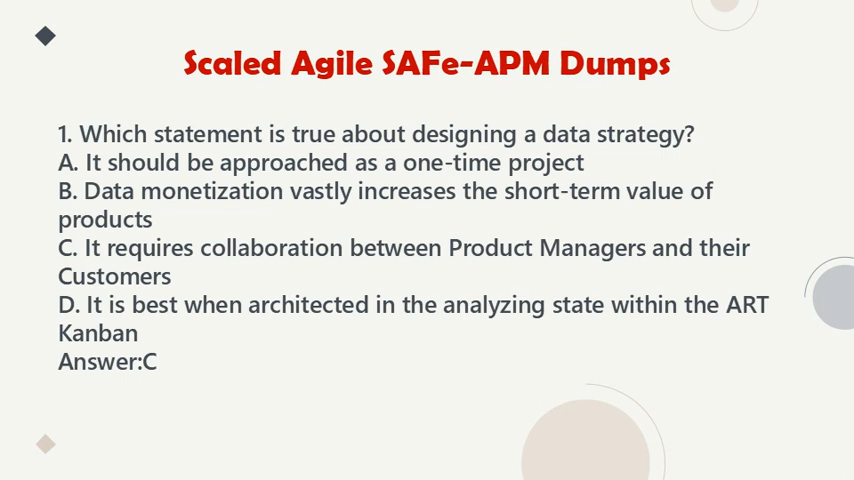 Scaled Agile SAFe-APM Dumps
1. Which statement is true about designing a data strategy?
A. It should be approached as a one-time project
B. Data monetization vastly increases the short-term value of
products
C. It requires collaboration between Product Managers and their
Customers
D. It is best when architected in the analyzing state within the ART
Kanban
Answer:C